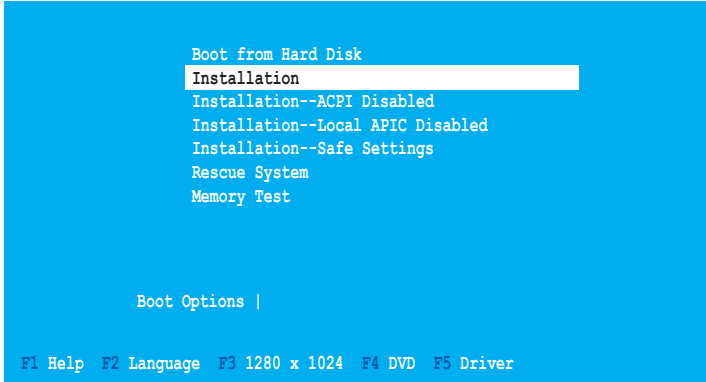 Boot from Hard Disk
Installation
Installation--ACPI Disabled
Installation--Local APIC Disabled
Installation--Safe Settings
Rescue System
Memory Test
Boot Options |
F1 Help F2 Language F3 1280 x 1024 F4 DVD F5 Driver